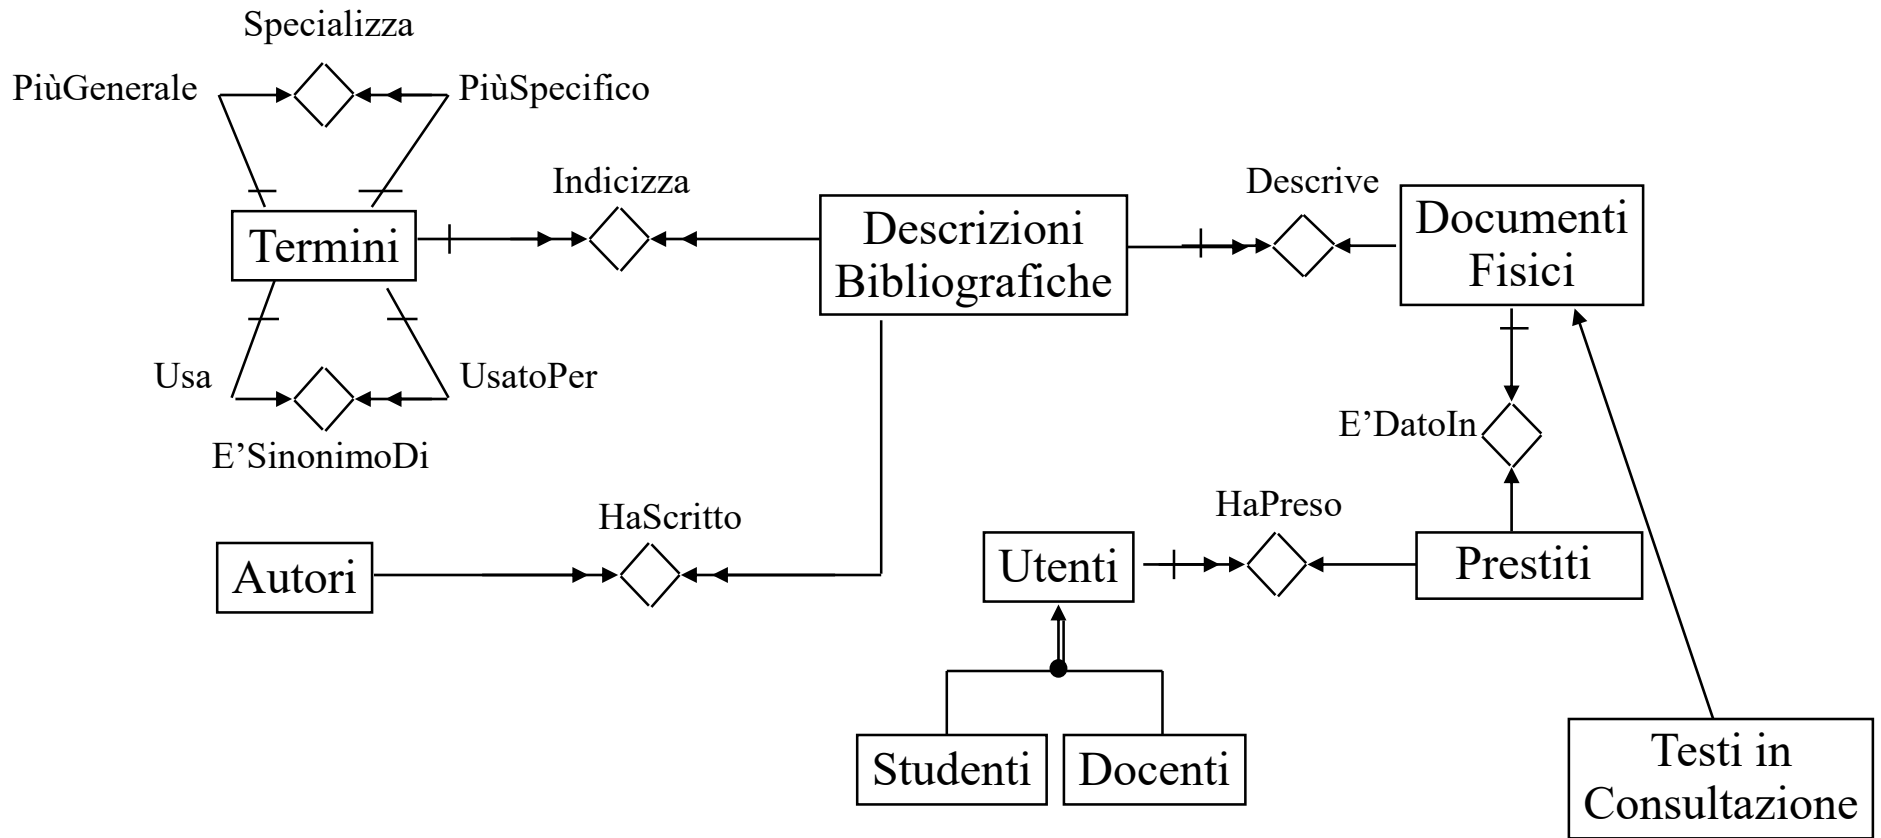 Specializza
PiùGenerale
PiùSpecifico
Indicizza
Descrive
Termini
Descrizioni
Bibliografiche
Documenti
Fisici
Usa
UsatoPer
E’SinonimoDi
E’DatoIn
HaScritto
HaPreso
Autori
Utenti
Prestiti
Studenti
Docenti
Testi in
Consultazione